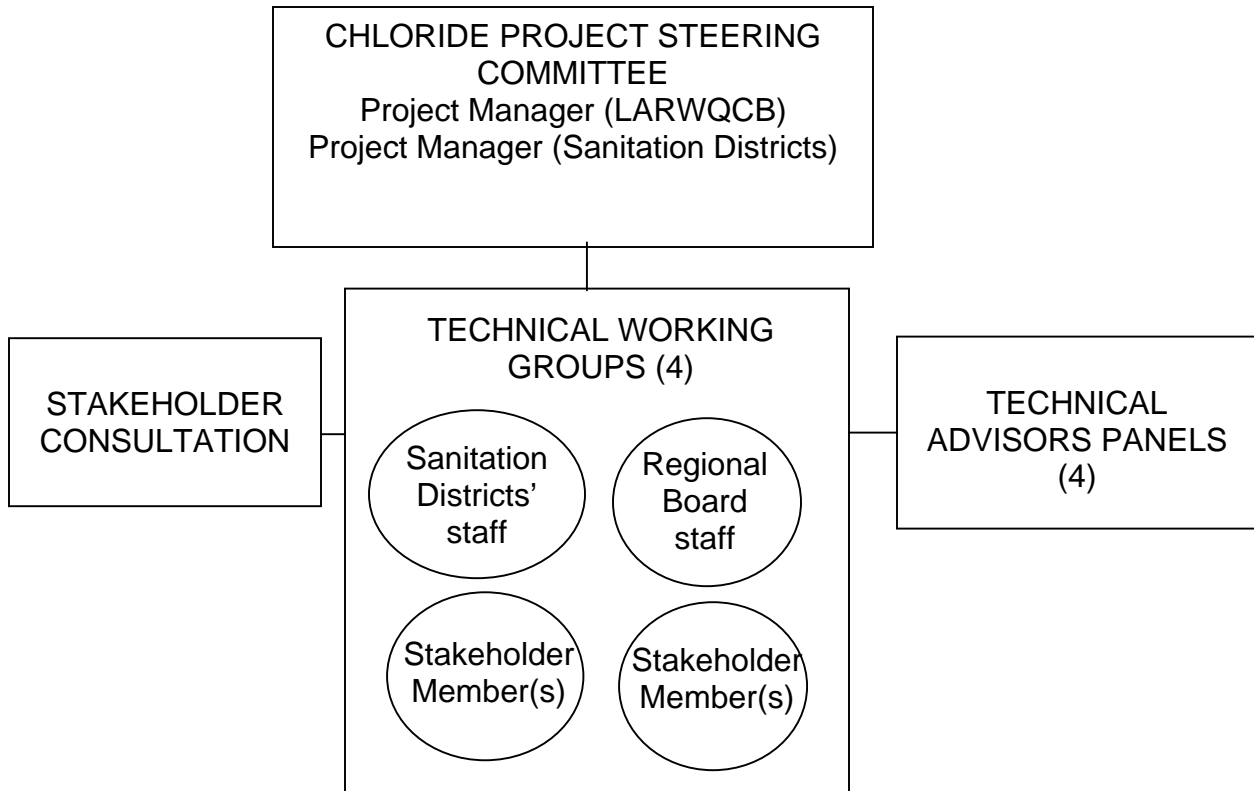 CHLORIDE PROJECT STEERING
COMMITTEE
Project Manager (LARWQCB)
Project Manager (Sanitation Districts)
TECHNICAL WORKING
GROUPS (4)
STAKEHOLDER
CONSULTATION
Sanitation
Districts’
staff
Regional
Board
staff
Stakeholder
Member(s)
Stakeholder
Member(s)
TECHNICAL
ADVISORS PANELS
(4)